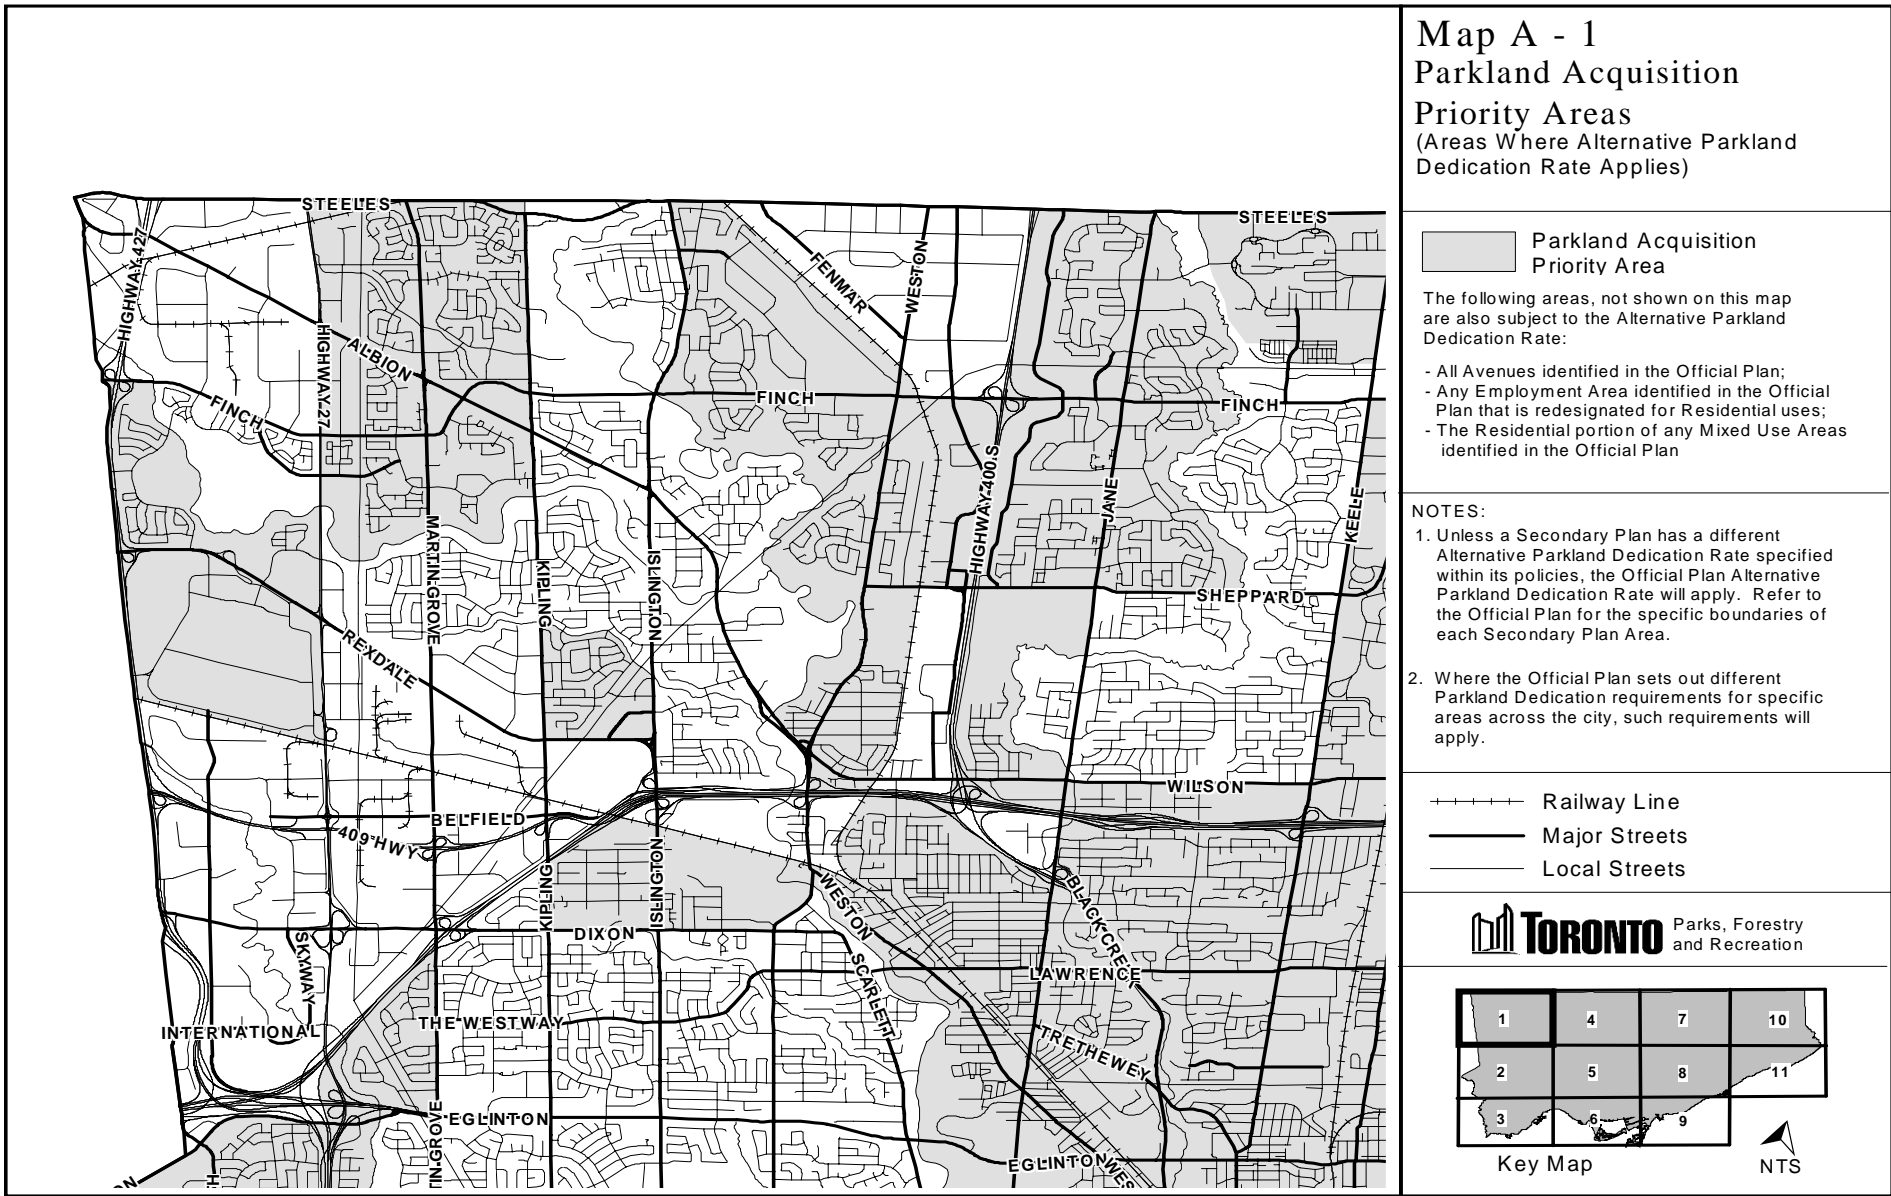 Map A - 1
Parkland Acquisition
Priority Areas
(Areas Where Alternative Parkland
Dedication Rate Applies)
Parkland Acquisition
Priority Area
The following areas, not shown on this map
are also subject to the Alternative Parkland
Dedication Rate:
- All Avenues identified in the Official Plan;
- Any Employment Area identified in the Official
Plan that is redesignated for Residential uses;
- The Residential portion of any Mixed Use Areas
identified in the Official Plan
NOTES:
1. Unless a Secondary Plan has a different
Alternative Parkland Dedication Rate specified
within its policies, the Official Plan Alternative
Parkland Dedication Rate will apply. Refer to
the Official Plan for the specific boundaries of
each Secondary Plan Area.
2. Where the Official Plan sets out different
Parkland Dedication requirements for specific
areas across the city, such requirements will
apply.
Railway Line
Major Streets
Local Streets
TORONTO
Parks, Forestry
and Recreation
1
4
7
10
2
5
8
11
3
6
9
Key Map
NTS
STEELES
STEELES
HIGHWAY 427
FENMAR
WESTON
HIGHWAY 27
ALBION
FINCH
FINCH
FINCH
HIGHWAY 400 S
JANE
KEELE
MARTIN GROVE
KIPLING
ISLINGTON
SHEPPARD
REXDALE
WILSON
BELFIELD
409 HWY
KIPLING
ISLINGTON
WESTON
BLACK CREEK
DIXON
SKYWAY
SCARLETT
LAWRENCE
INTERNATIONAL
THE WESTWAY
TRETHEWEY
EGLINTON
EGLINTON
TIN GROVE
WES
ON
H